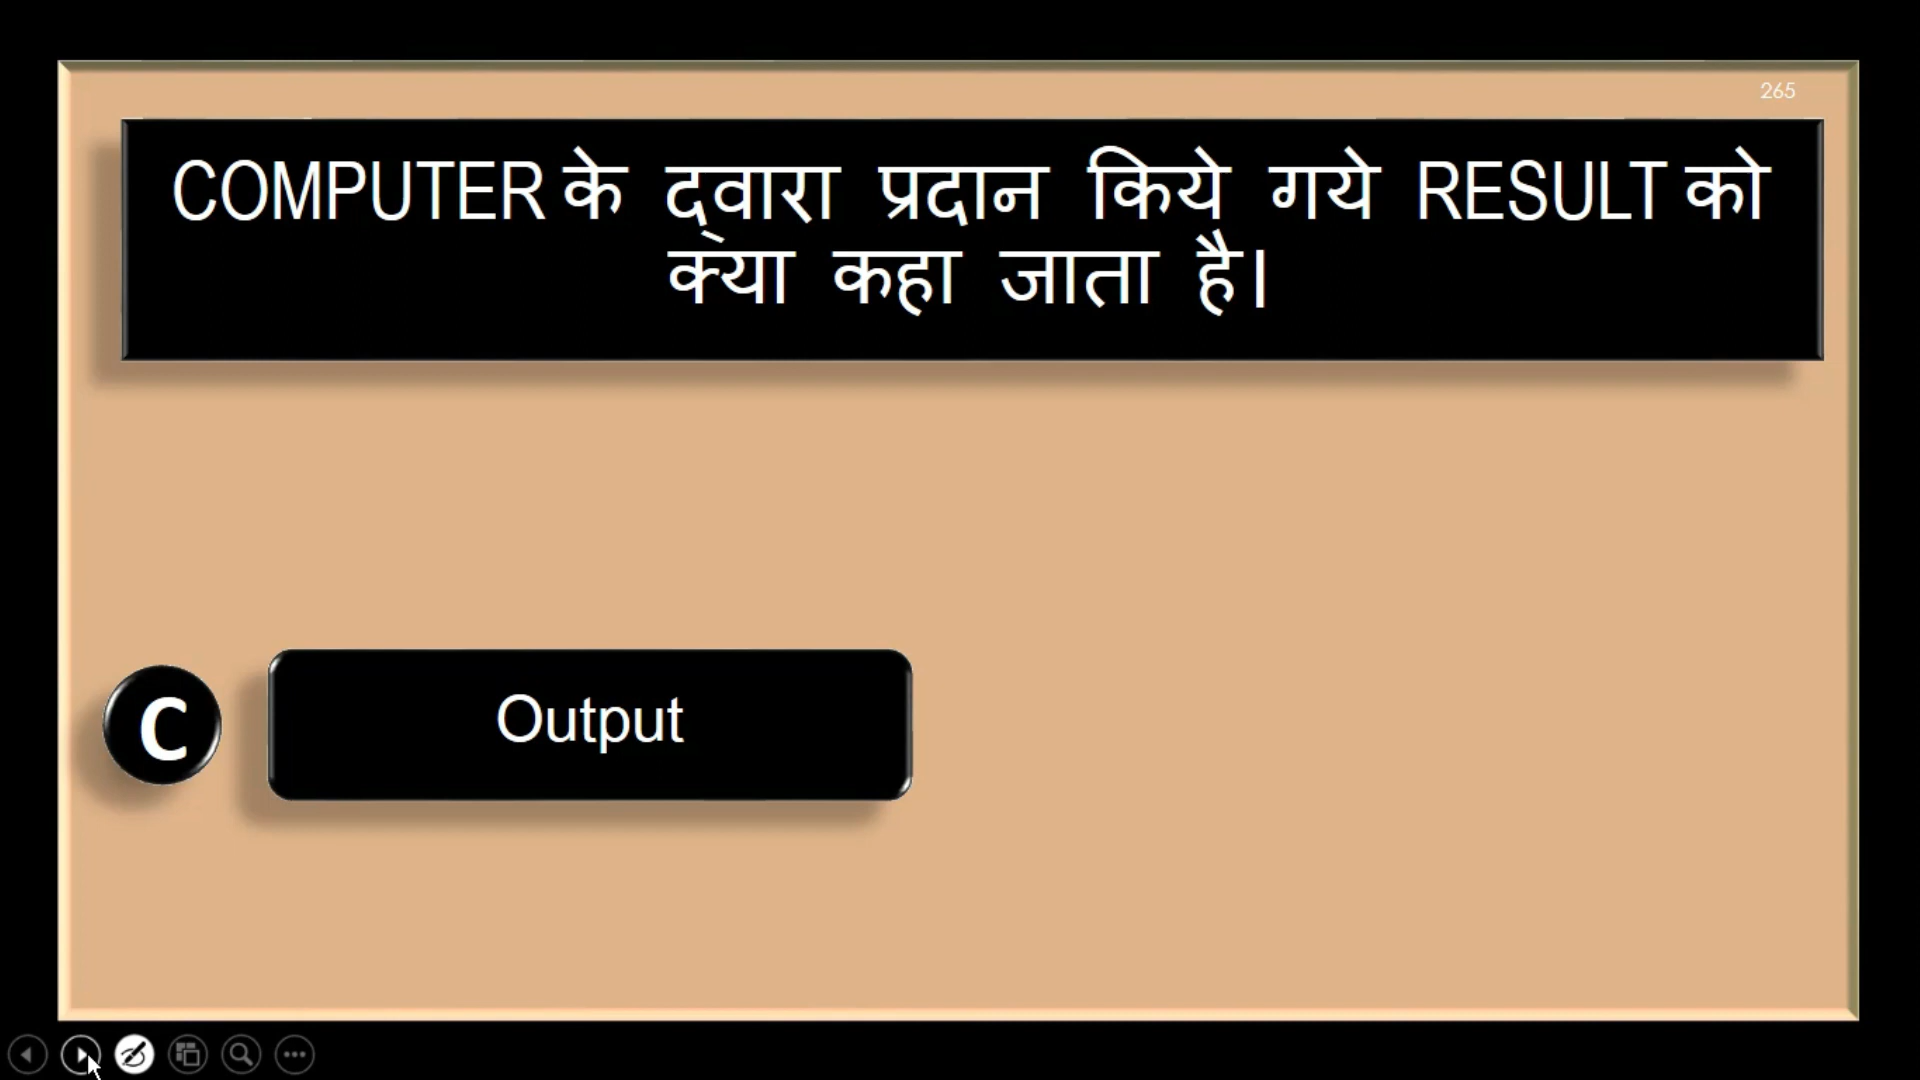 265
COMPUTER के द्वारा प्रदान किये गये RESULT को
क्या कहा जाता है।
C
Output